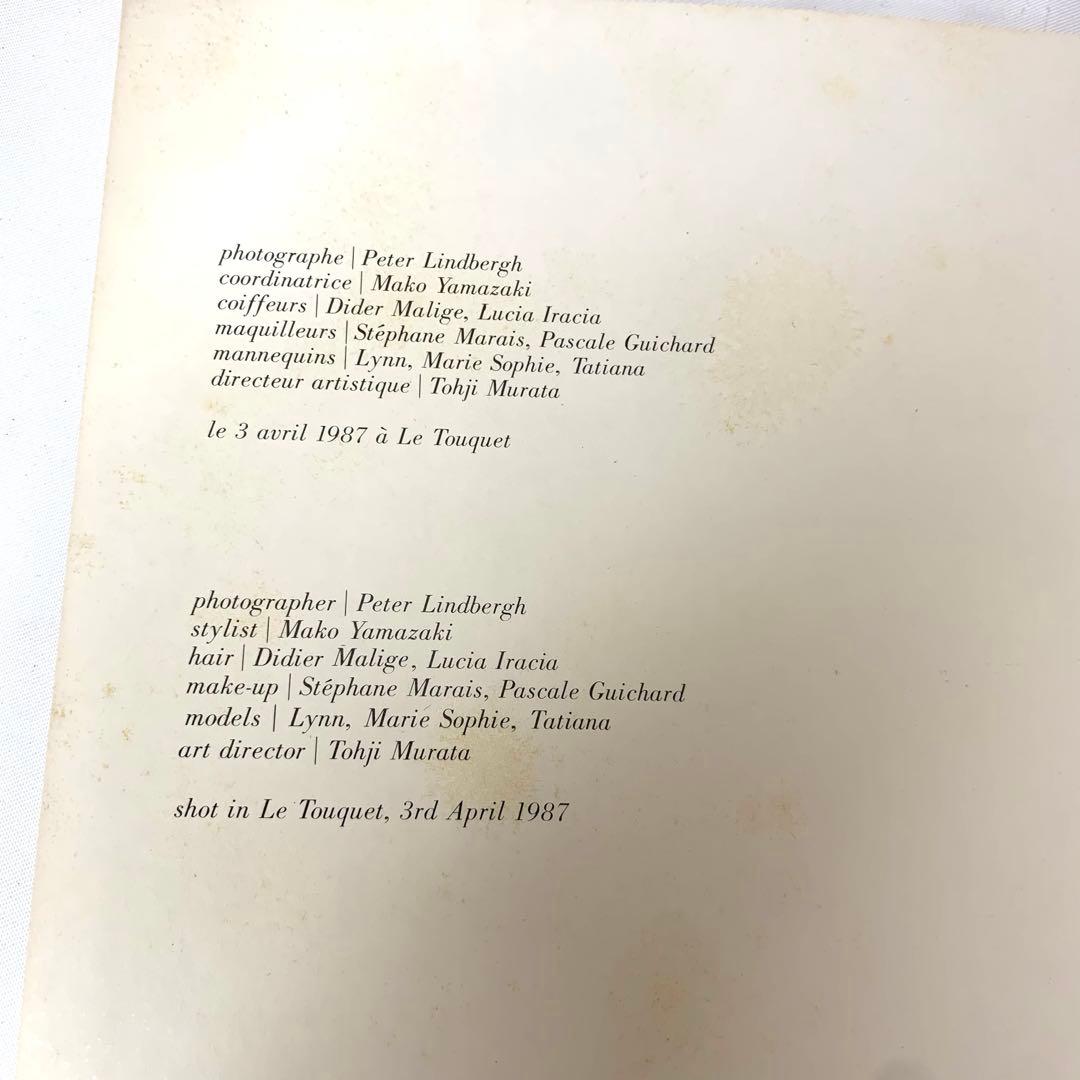 photographe | Peter Lindbergh
coordinatrice | Mako Yamazaki
coiffeurs | Dider Malige, Lucia Iracia
maquilleurs | Stéphane Marais, Pascale Guichard
mannequins | Lynn, Marie Sophie, Tatiana
directeur artistique | Tohji Murata
le 3 avril 1987 à Le Touquet
photographer | Peter Lindbergh
stylist | Mako Yamazaki
hair | Didier Malige, Lucia Iracia
make-up | Stéphane Marais, Pascale Guichard
models | Lynn, Marie Sophie, Tatiana
art director | Tohji Murata
shot in Le Touquet, 3rd April 1987